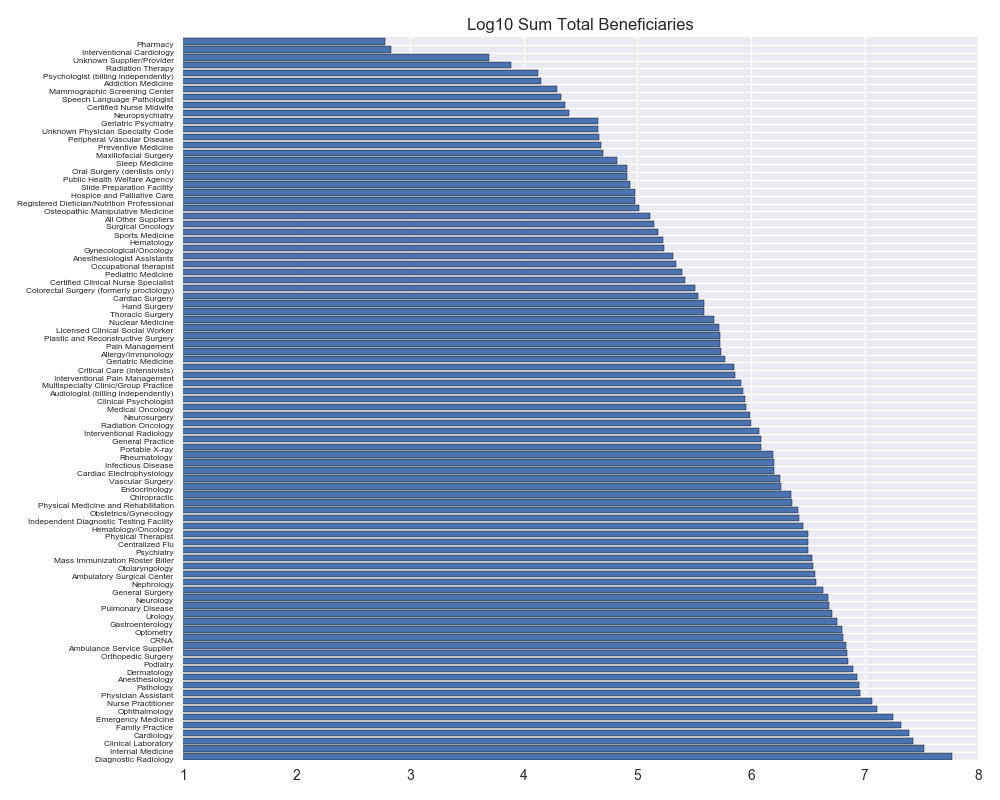 Log10 Sum Total Beneficiaries
Pharmacy
Interventional Cardiology
Unknown Supplier/Provider
Radiation Therapy
Psychologist (billing independently)
Addiction Medicine
Mammographic Screening Center
Speech Language Pathologist
Certified Nurse Midwife
Neuropsychiatry
Geriatric Psychiatry
Unknown Physician Specialty Code
Peripheral Vascular Disease
Preventive Medicine
Maxillofacial Surgery
Sleep Medicine
Oral Surgery (dentists only)
Public Health Welfare Agency
Slide Preparation Facility
Hospice and Palliative Care
Registered Dietician/Nutrition Professional
Osteopathic Manipulative Medicine
All Other Suppliers
Surgical Oncology
Sports Medicine
Hematology
Gynecological/Oncology
Anesthesiologist Assistants
Occupational therapist
Pediatric Medicine
Certified Clinical Nurse Specialist
Colorectal Surgery (formerly proctology)
Cardiac Surgery
Hand Surgery
Thoracic Surgery
Nuclear Medicine
Licensed Clinical Social Worker
Plastic and Reconstructive Surgery
Pain Management
Allergy/Immunology
Geriatric Medicine
Critical Care (Intensivists)
Interventional Pain Management
Multispecialty Clinic/Group Practice
Audiologist (billing independently)
Clinical Psychologist
Medical Oncology
Neurosurgery
Radiation Oncology
Interventional Radiology
General Practice
Portable X-ray
Rheumatology
Infectious Disease
Cardiac Electrophysiology
Vascular Surgery
Endocrinology
Chiropractic
Physical Medicine and Rehabilitation
Obstetrics/Gynecology
Independent Diagnostic Testing Facility
Hematology/Oncology
Physical Therapist
Centralized Flu
Psychiatry
Mass Immunization Roster Biller
Otolaryngology
Ambulatory Surgical Center
Nephrology
General Surgery
Neurology
Pulmonary Disease
Urology
Gastroenterology
Optometry
CRNA
Ambulance Service Supplier
Orthopedic Surgery
Podiatry
Dermatology
Anesthesiology
Pathology
Physician Assistant
Nurse Practitioner
Ophthalmology
Emergency Medicine
Family Practice
Cardiology
Clinical Laboratory
Internal Medicine
Diagnostic Radiology
1 2 3 4 5 6 7 8